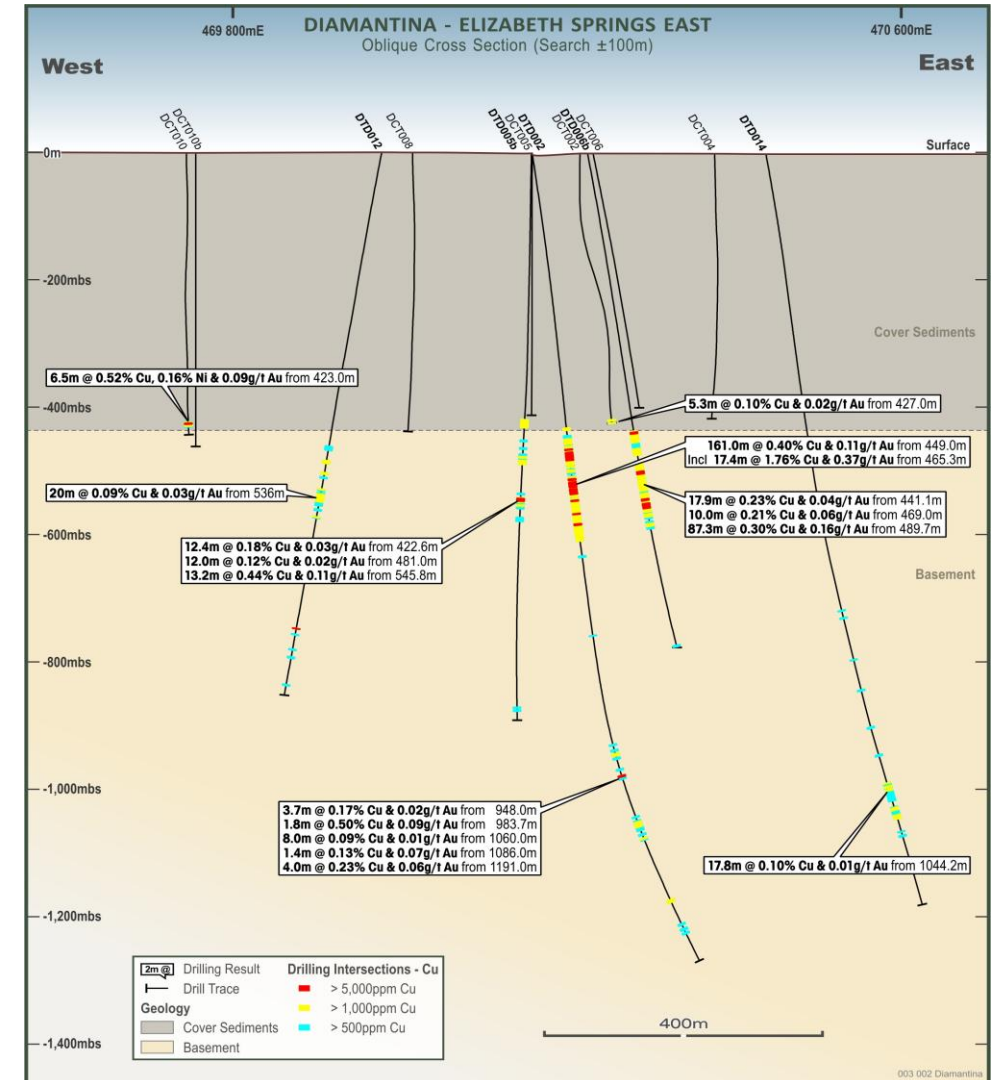 DIAMANTINA - ELIZABETH SPRINGS EAST
Oblique Cross Section (Search ±100m)
469 800mE
470 600mE
West
East
DCT010
DCT010b
DTD012
DCT008
DTD005b
DCT005
DTD002
DCT002
DTD006b
DCT006
DCT004
DTD014
0m
Surface
-200mbs
Cover Sediments
6.5m @ 0.52% Cu, 0.16% Ni & 0.09g/t Au from 423.0m
-400mbs
5.3m @ 0.10% Cu & 0.02g/t Au from 427.0m
161.0m @ 0.40% Cu & 0.11g/t Au from 449.0m
Incl 17.4m @ 1.76% Cu & 0.37g/t Au from 465.3m
20m @ 0.09% Cu & 0.03g/t Au from 536m
17.9m @ 0.23% Cu & 0.04g/t Au from 441.1m
10.0m @ 0.21% Cu & 0.06g/t Au from 469.0m
87.3m @ 0.30% Cu & 0.16g/t Au from 489.7m
-600mbs
12.4m @ 0.18% Cu & 0.03g/t Au from 422.6m
12.0m @ 0.12% Cu & 0.02g/t Au from 481.0m
13.2m @ 0.44% Cu & 0.11g/t Au from 545.8m
Basement
-800mbs
-1,000mbs
3.7m @ 0.17% Cu & 0.02g/t Au from 948.0m
1.8m @ 0.50% Cu & 0.09g/t Au from 983.7m
8.0m @ 0.09% Cu & 0.01g/t Au from 1060.0m
1.4m @ 0.13% Cu & 0.07g/t Au from 1086.0m
4.0m @ 0.23% Cu & 0.06g/t Au from 1191.0m
17.8m @ 0.10% Cu & 0.01g/t Au from 1044.2m
-1,200mbs
2m @ Drilling Result
Drill Trace
Geology
Cover Sediments
Basement
Drilling Intersections - Cu
> 5,000ppm Cu
> 1,000ppm Cu
> 500ppm Cu
400m
-1,400mbs
003 002 Diamantina